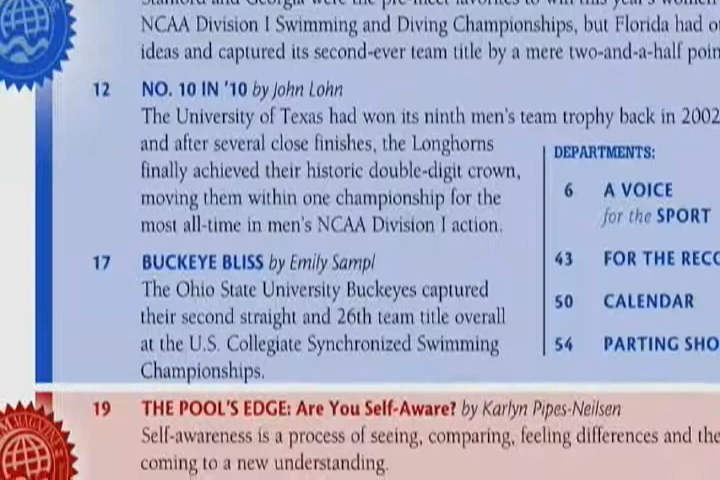 Stanford and Georgia were the pre-meet favorites to win this year's women
NCAA Division I Swimming and Diving Championships, but Florida had
ideas and captured its second-ever team title by a mere two-and-a-half
12 NO. 10 IN '10 by John Lohn
The University of Texas had won its ninth men's team trophy back in 2002
and after several close finishes, the Longhorns
finally achieved their historic double-digit crown,
moving them within one championship for the
most all-time in men's NCAA Division I action.
DEPARTMENTS:
6 A VOICE
for the SPORT
43 FOR THE
50 CALENDAR
54 PARTING
17 BUCKEYE BLISS by Emily Sampl
The Ohio State University Buckeyes captured
their second straight and 26th team title overall
at the U.S. Collegiate Synchronized Swimming
Championships.
19 THE POOL'S EDGE: Are You Self-Aware? by Karlyn Pipes-Neilsen
Self-awareness is a process of seeing, comparing, feeling differences and
coming to a new understanding.